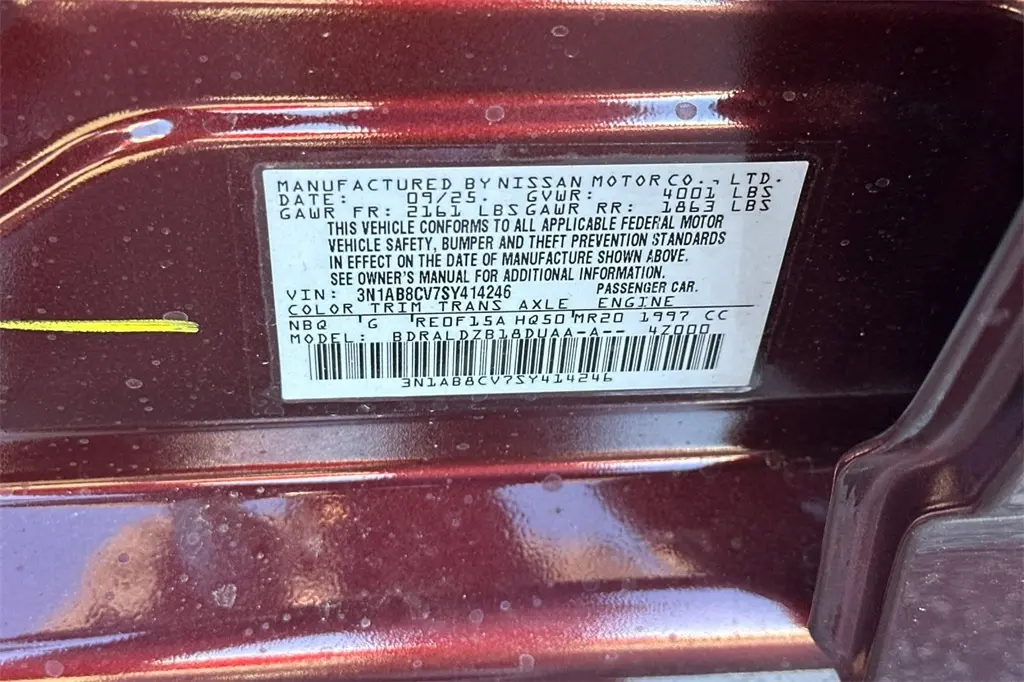 MANUFACTURED BY NISSAN MOTOR CO., LTD.
DATE: 09/25. GVWR: 4001 LBS
GAWR FR: 2161 LBS GAWR RR: 1863 LBS
THIS VEHICLE CONFORMS TO ALL APPLICABLE FEDERAL MOTOR
VEHICLE SAFETY, BUMPER AND THEFT PREVENTION STANDARDS
IN EFFECT ON THE DATE OF MANUFACTURE SHOWN ABOVE.
SEE OWNER'S MANUAL FOR ADDITIONAL INFORMATION.
VIN: 3N1AB8CV7SY414246 PASSENGER CAR.
COLOR TRIM TRANS AXLE ENGINE
NBQ G RE0F15A HQ50 MR20 1997 CC
MODEL: BDRALDZB18DUAA-A-- 4Z000
3N1AB8CV7SY414246